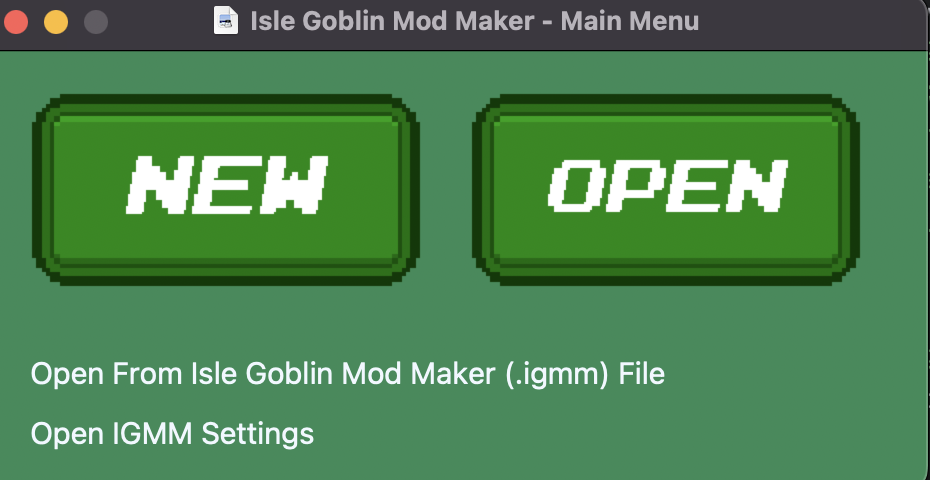 Isle Goblin Mod Maker - Main Menu
NEW
OPEN
Open From Isle Goblin Mod Maker (.igmm) File
Open IGMM Settings